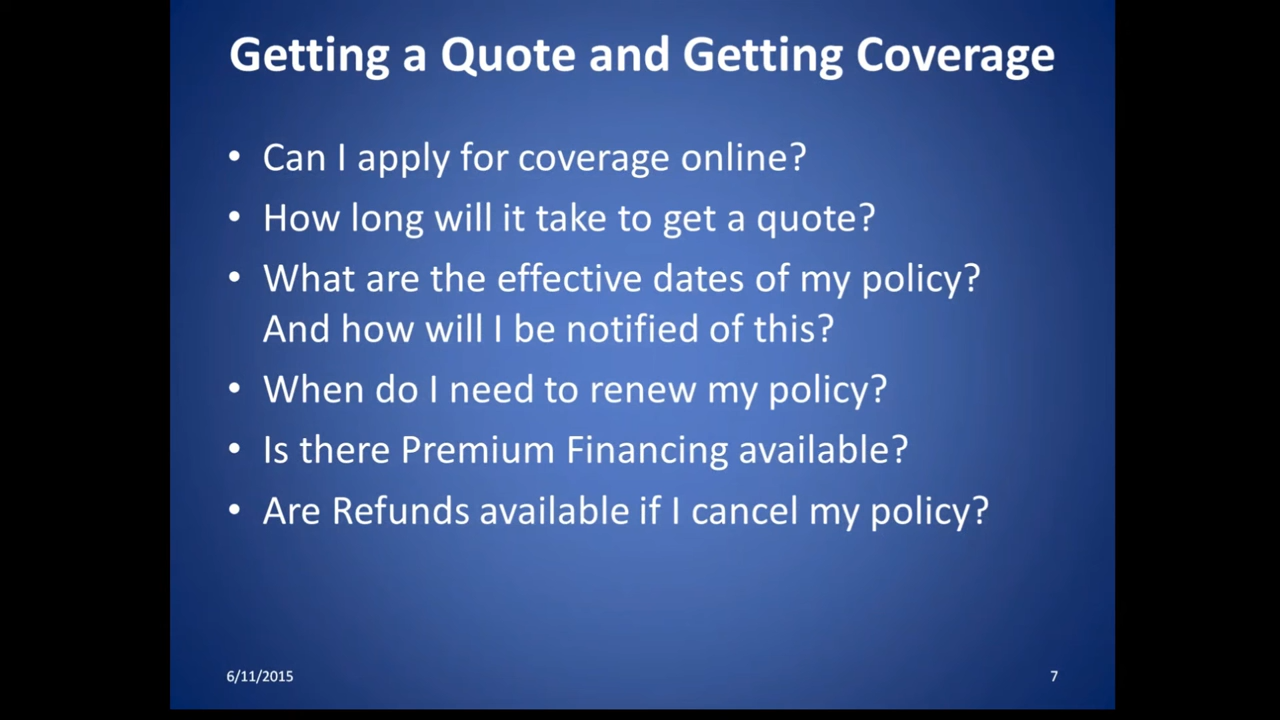 Getting a Quote and Getting Coverage
• Can I apply for coverage online?
• How long will it take to get a quote?
• What are the effective dates of my policy?
And how will I be notified of this?
• When do I need to renew my policy?
• Is there Premium Financing available?
• Are Refunds available if I cancel my policy?
6/11/2015
7